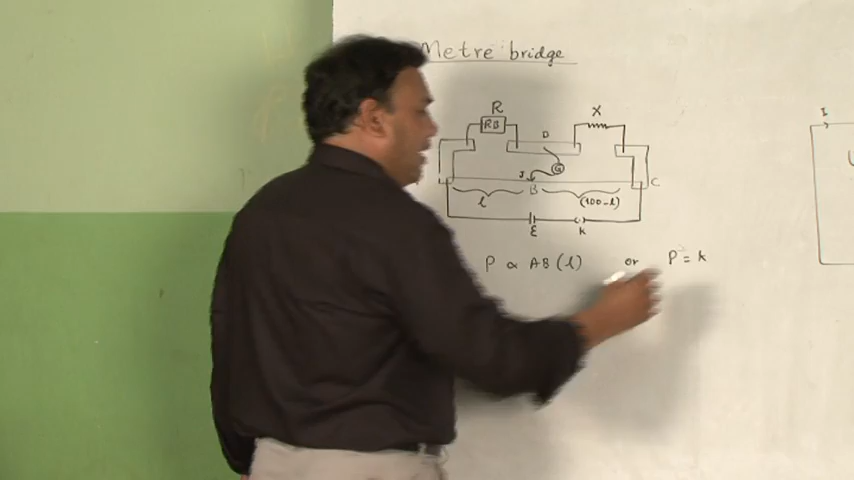 Metre bridge
R X I
RB
D
G
J
B C
l (100-l)
E K
P ∝ AB (l) or P = k